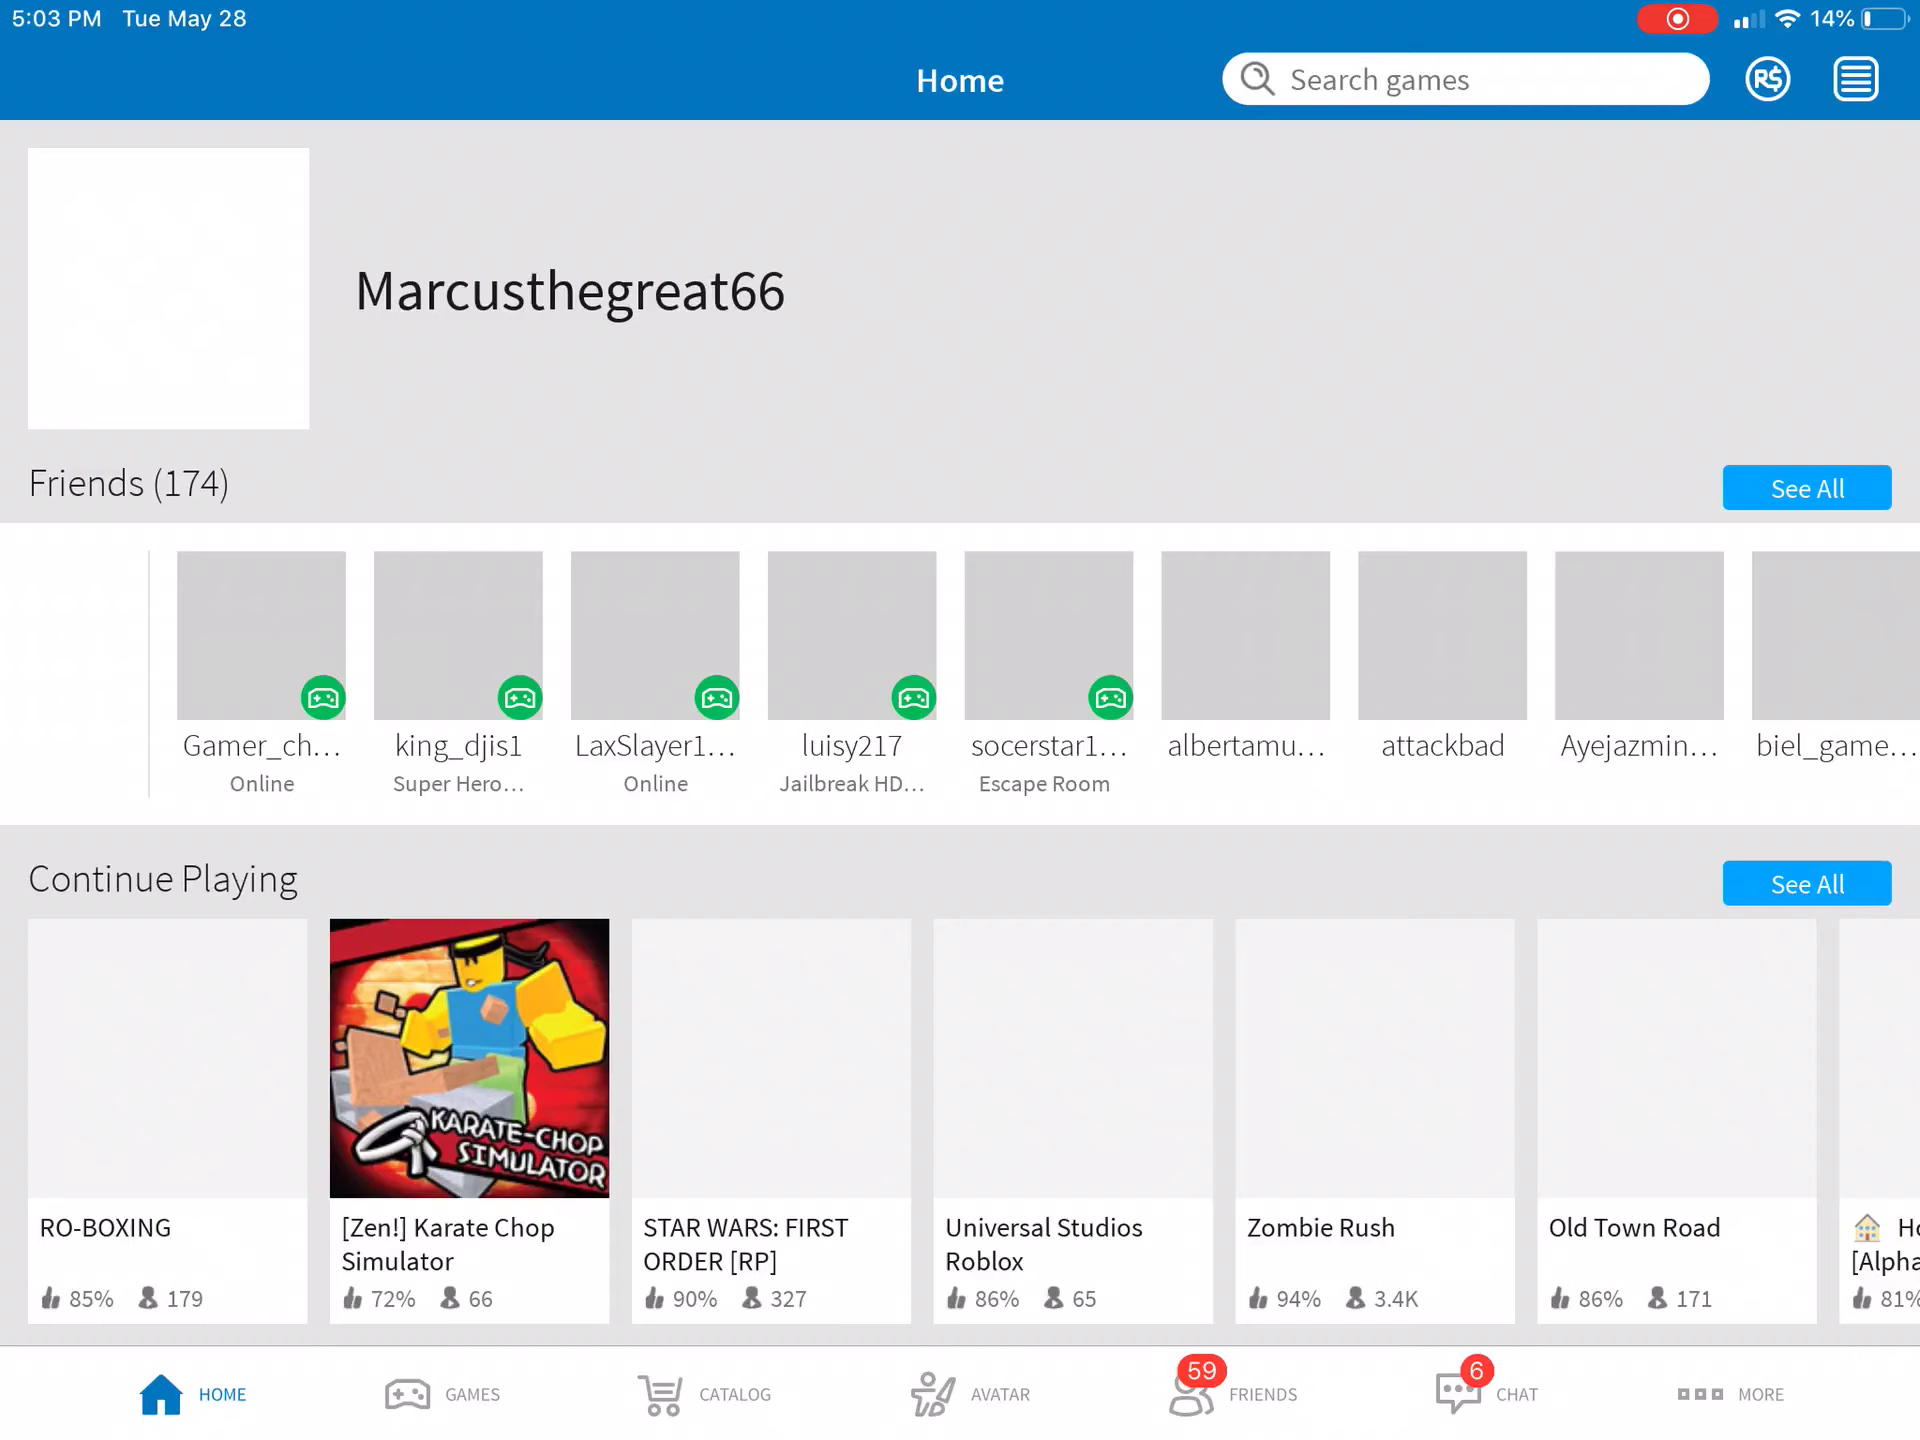 5:03 PM Tue May 28
14%
Home
Search games
R$
Marcusthegreat66
Friends (174)
See All
Gamer_ch... king_djis1 LaxSlayer1... luisy217 socerstar1... albertamu... attackbad Ayejazmin... biel_game...
Online Super Hero... Online Jailbreak HD... Escape Room
Continue Playing
See All
KARATE-CHOP
SIMULATOR
RO-BOXING
85% 179
[Zen!] Karate Chop
Simulator
72% 66
STAR WARS: FIRST
ORDER [RP]
90% 327
Universal Studios
Roblox
86% 65
Zombie Rush
94% 3.4K
Old Town Road
86% 171
Ho
[Alpha
81%
HOME GAMES CATALOG AVATAR 59 FRIENDS 6 CHAT MORE